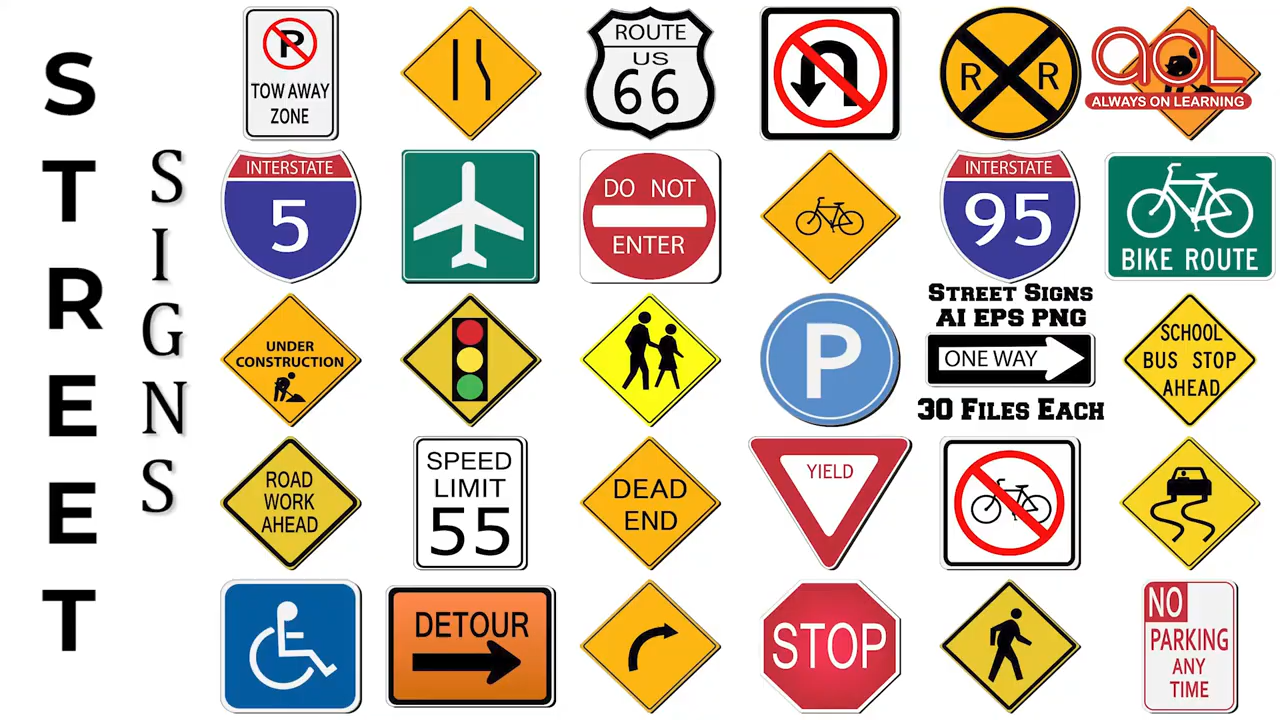 STREET
SIGNS
P
TOW AWAY
ZONE
ROUTE
US
66
R R
aoL
ALWAYS ON LEARNING
INTERSTATE
5
DO NOT
ENTER
INTERSTATE
95
BIKE ROUTE
UNDER
CONSTRUCTION
P
STREET SIGNS
AI EPS PNG
ONE WAY
30 FILES EACH
SCHOOL
BUS STOP
AHEAD
ROAD
WORK
AHEAD
SPEED
LIMIT
55
DEAD
END
YIELD
DETOUR
STOP
NO
PARKING
ANY
TIME